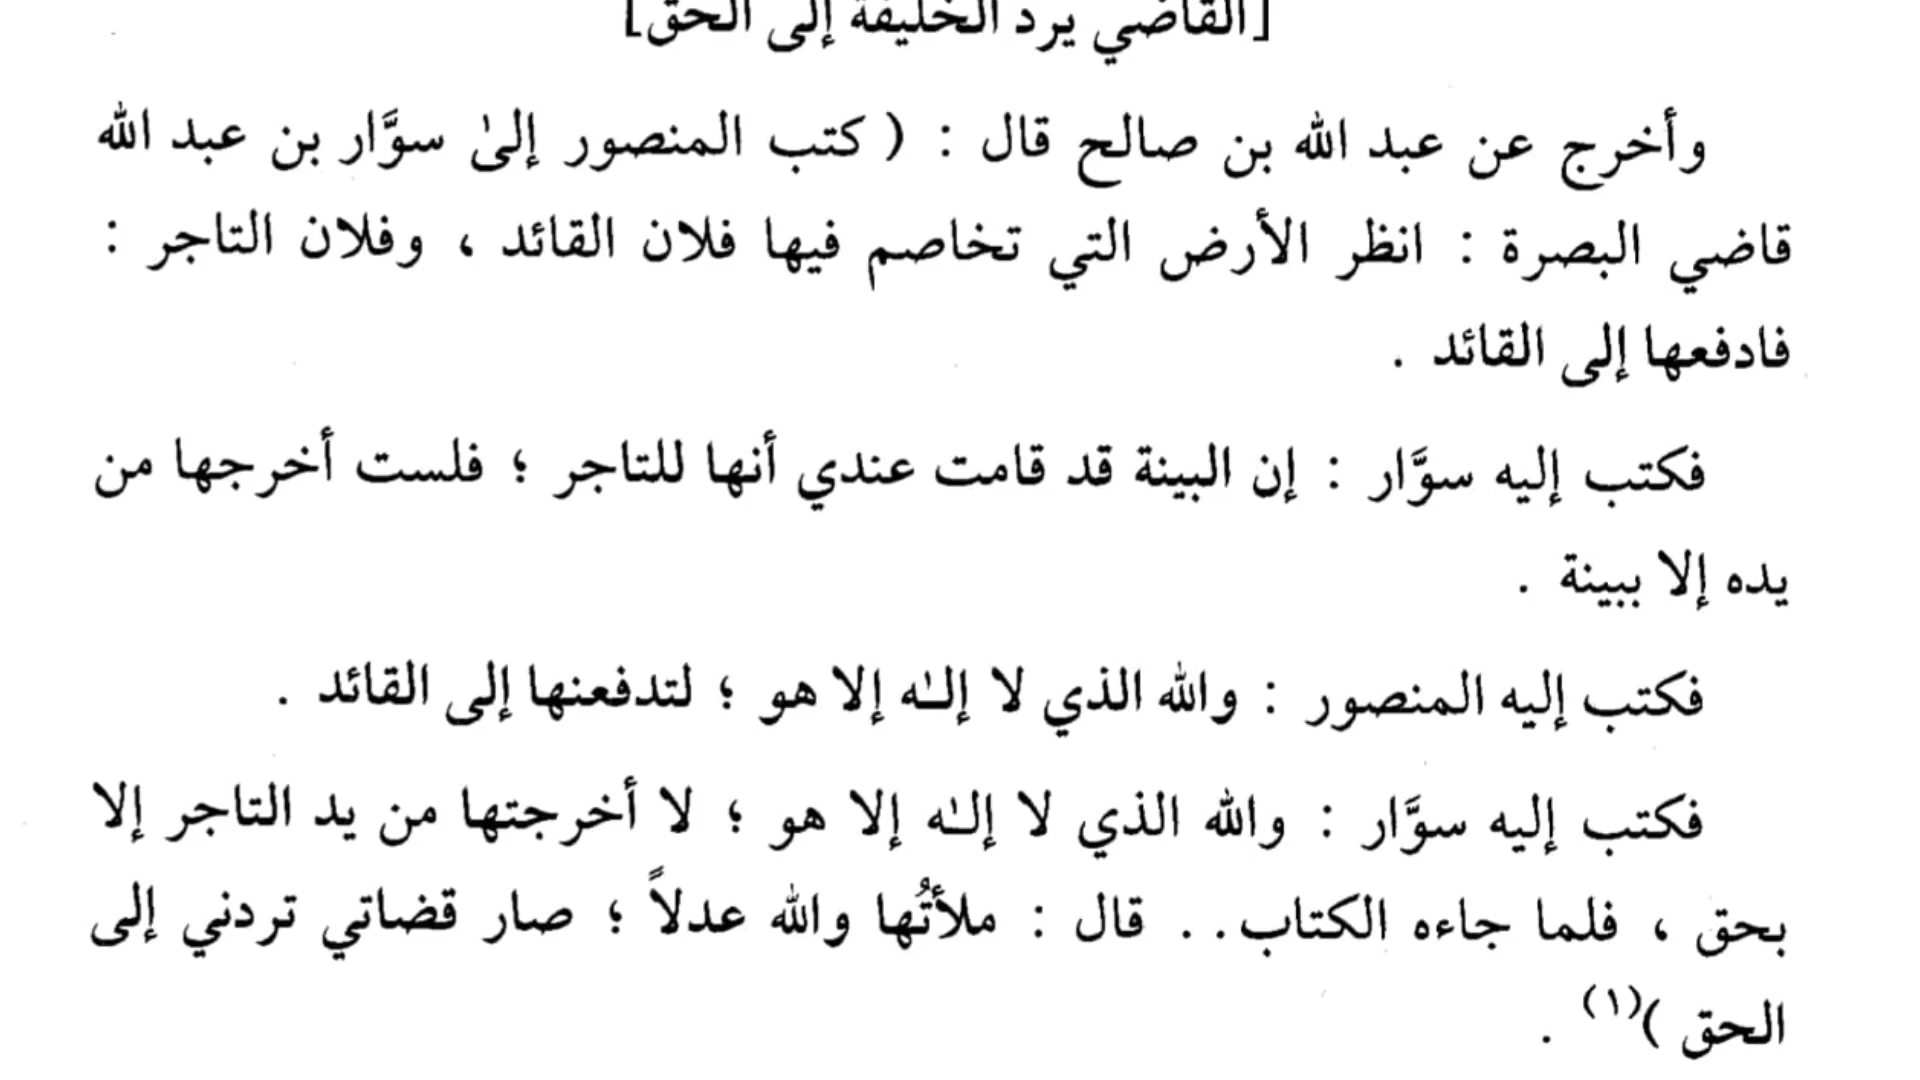 [القاضي يرد الخليفة إلى الحق]
وأخرج عن عبد الله بن صالح قال : ( كتب المنصور إلىٰ سوَّار بن عبد الله
قاضي البصرة : انظر الأرض التي تخاصم فيها فلان القائد ، وفلان التاجر :
فادفعها إلى القائد .
فكتب إليه سوَّار : إن البينة قد قامت عندي أنها للتاجر ؛ فلست أخرجها من
يده إلا ببينة .
فكتب إليه المنصور : والله الذي لا إلـٰه إلا هو ؛ لتدفعنها إلى القائد .
فكتب إليه سوَّار : والله الذي لا إلـٰه إلا هو ؛ لا أخرجتها من يد التاجر إلا
بحق ، فلما جاءه الكتاب . . قال : ملأتُها والله عدلاً ؛ صار قضاتي تردني إلى
الحق )(١) .